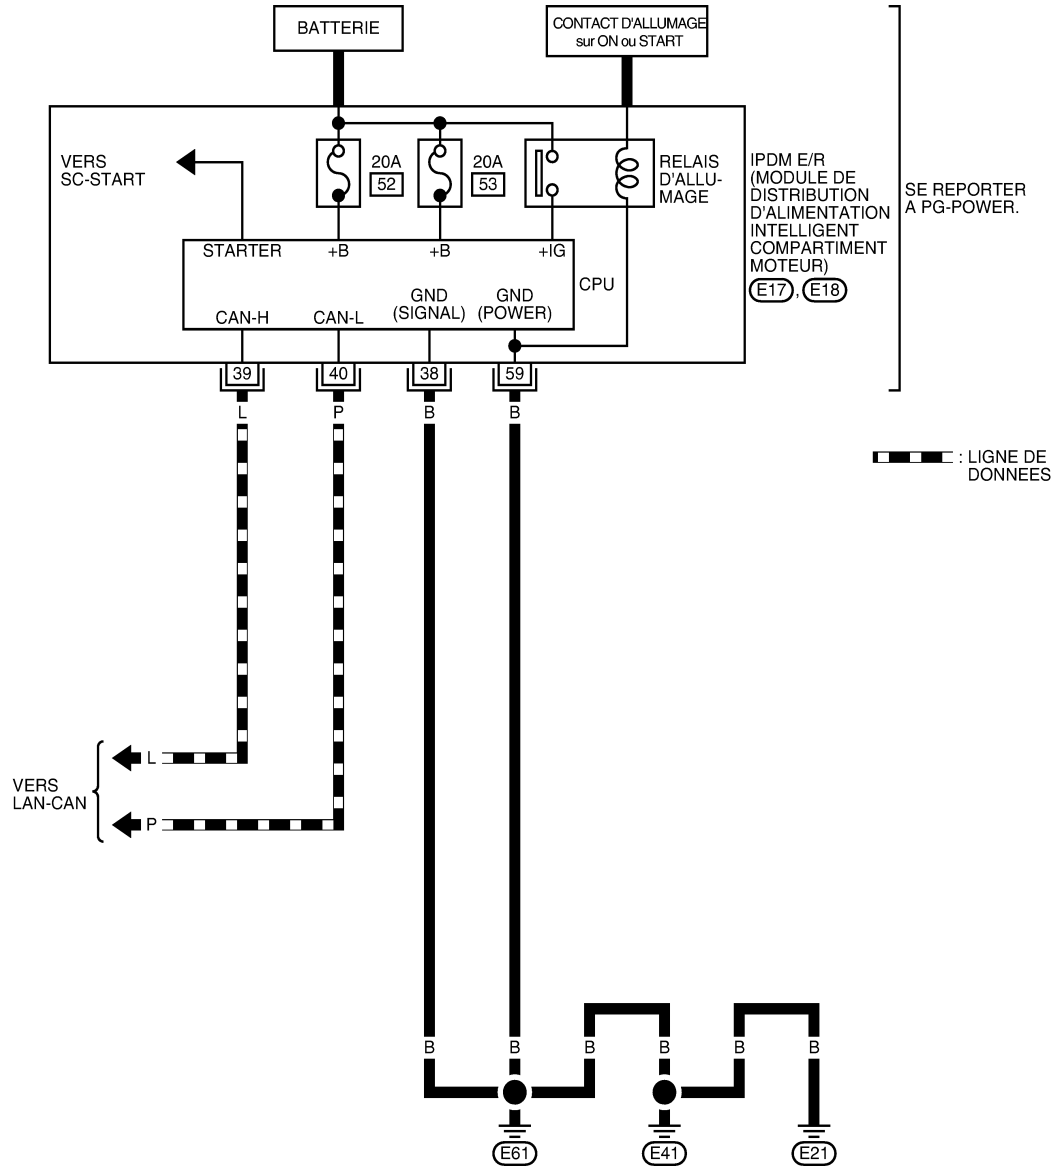 BATTERIE
CONTACT D'ALLUMAGE
sur ON ou START
VERS
SC-START
20A
52
20A
53
RELAIS
D'ALLU-
MAGE
IPDM E/R
(MODULE DE
DISTRIBUTION
D'ALIMENTATION
INTELLIGENT
COMPARTIMENT
MOTEUR)
E17 , E18
SE REPORTER
A PG-POWER.
STARTER
+B
+B
+IG
CPU
CAN-H
CAN-L
GND
(SIGNAL)
GND
(POWER)
39
40
38
59
L
P
B
B
: LIGNE DE
DONNEES
VERS
LAN-CAN
L
P
B
B
B
B
B
B
E61
E41
E21